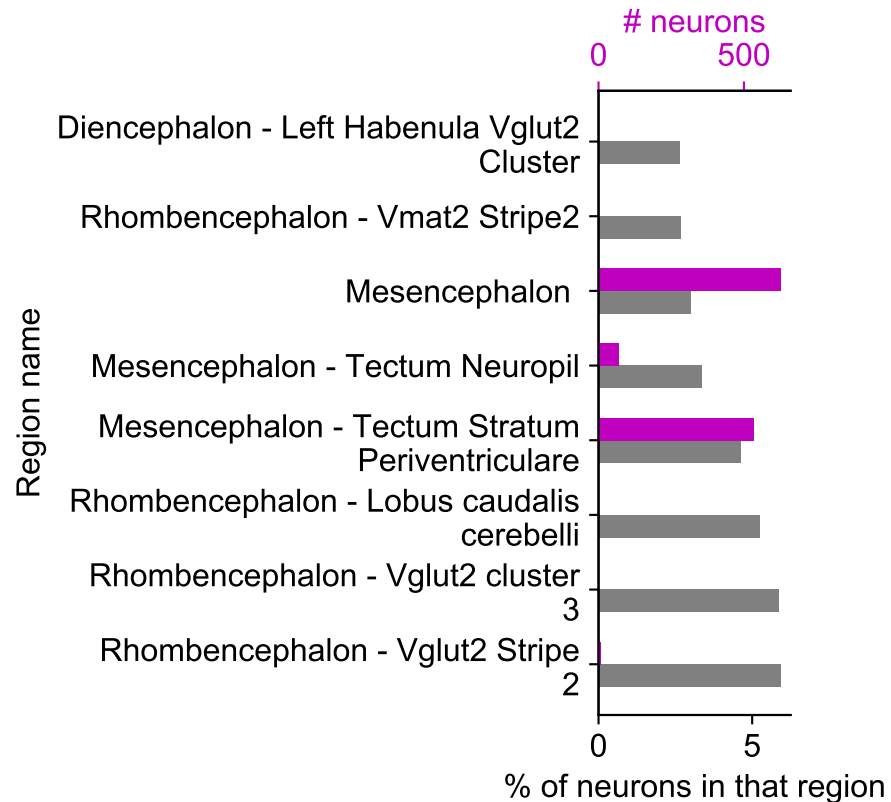 # neurons
0 500
Diencephalon - Left Habenula Vglut2
Cluster
Rhombencephalon - Vmat2 Stripe2
Mesencephalon
Mesencephalon - Tectum Neuropil
Mesencephalon - Tectum Stratum
Periventriculare
Rhombencephalon - Lobus caudalis
cerebelli
Rhombencephalon - Vglut2 cluster
3
Rhombencephalon - Vglut2 Stripe
2
Region name
0 5
% of neurons in that region